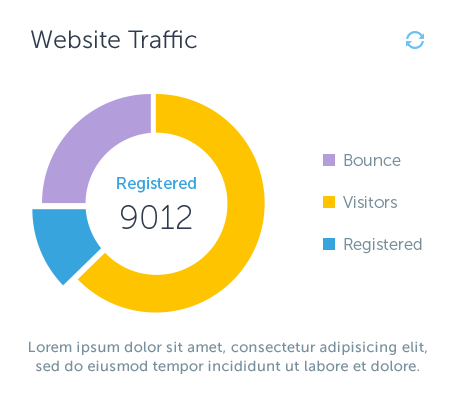 Website Traffic
Registered
9012
Bounce
Visitors
Registered
Lorem ipsum dolor sit amet, consectetur adipisicing elit,
sed do eiusmod tempor incididunt ut labore et dolore.